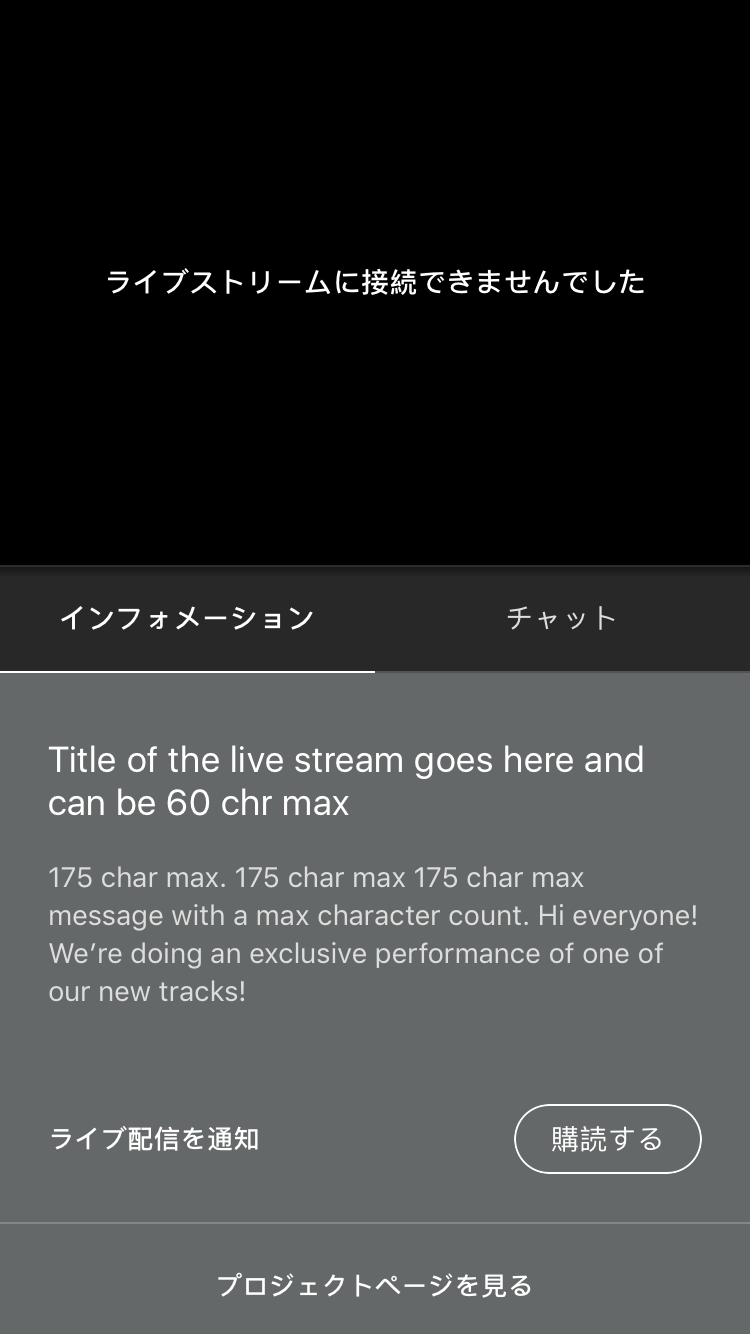 ライブストリームに接続できませんでした
インフォメーション
チャット
Title of the live stream goes here and
can be 60 chr max
175 char max. 175 char max 175 char max
message with a max character count. Hi everyone!
We’re doing an exclusive performance of one of
our new tracks!
ライブ配信を通知
購読する
プロジェクトページを見る